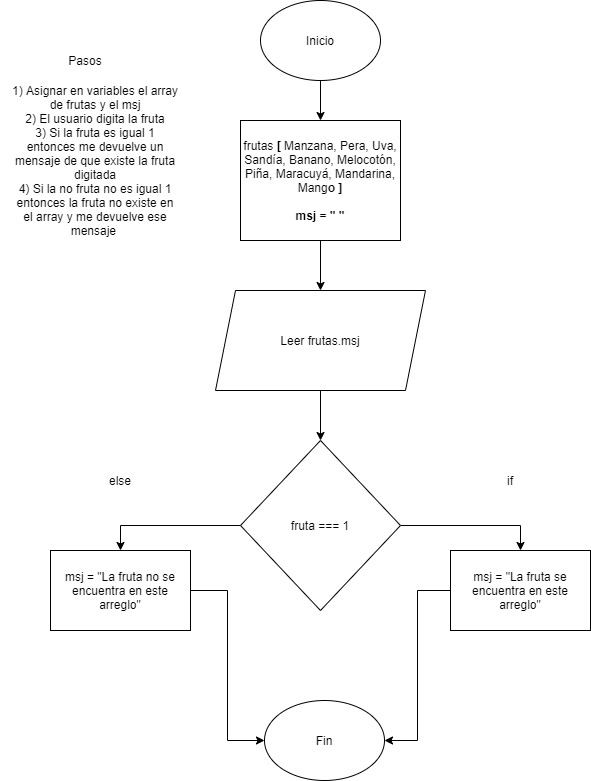 Inicio
Pasos
1) Asignar en variables el array
de frutas y el msj
2) El usuario digita la fruta
3) Si la fruta es igual 1
entonces me devuelve un
mensaje de que existe la fruta
digitada
4) Si la no fruta no es igual 1
entonces la fruta no existe en
el array y me devuelve ese
mensaje
frutas [ Manzana, Pera, Uva,
Sandía, Banano, Melocotón,
Piña, Maracuyá, Mandarina,
Mango ]
msj = " "
Leer frutas.msj
else
if
fruta === 1
msj = "La fruta no se
encuentra en este
arreglo"
msj = "La fruta se
encuentra en este
arreglo"
Fin